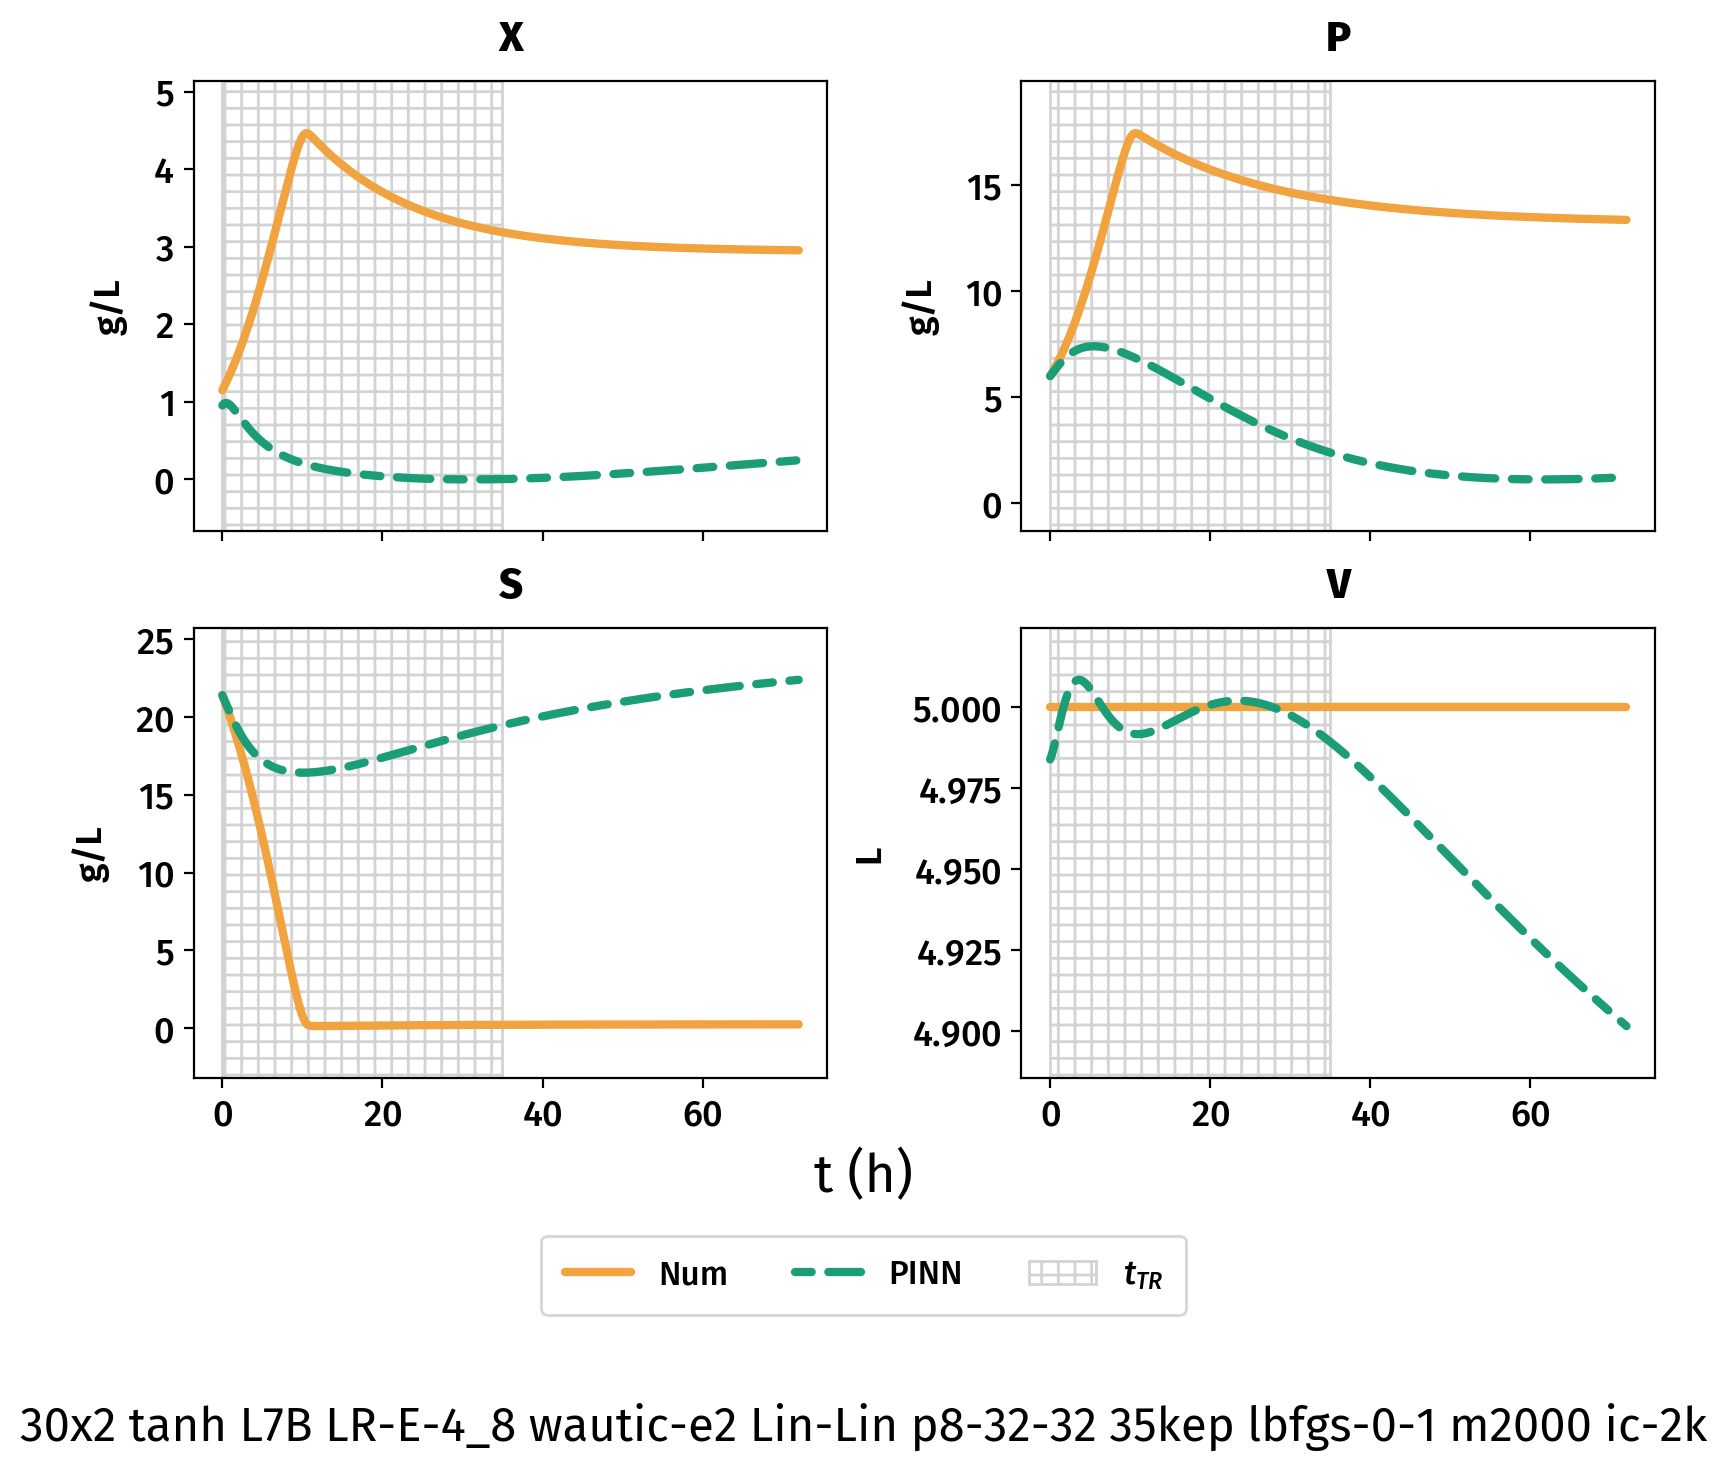 X
P
5
4
3
2
1
0
g/L
15
10
5
0
g/L
S
V
25
20
15
10
5
0
g/L
5.000
4.975
4.950
4.925
4.900
L
0 20 40 60
0 20 40 60
t (h)
Num PINN t_TR
30x2 tanh L7B LR-E-4_8 wautic-e2 Lin-Lin p8-32-32 35kep lbfgs-0-1 m2000 ic-2k